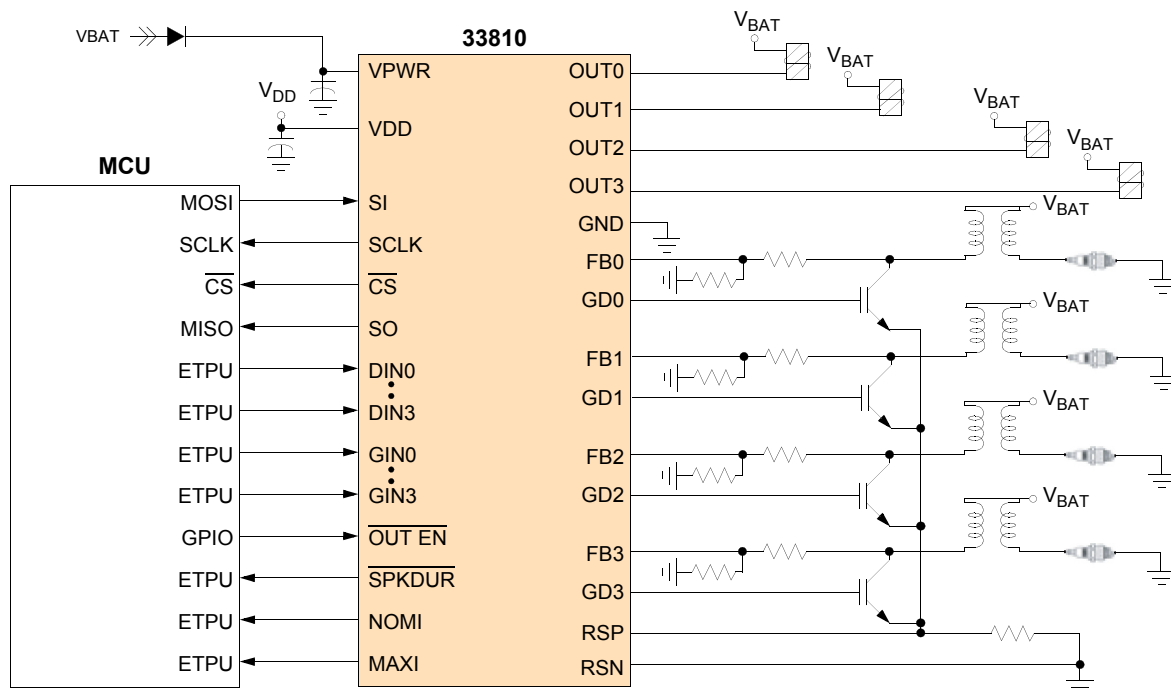 VBAT
33810
VBAT
VBAT
VBAT
VBAT
VDD
MCU
MOSI
SCLK
CS
MISO
ETPU
ETPU
ETPU
ETPU
GPIO
ETPU
ETPU
ETPU
VPWR
VDD
SI
SCLK
CS
SO
DIN0
DIN3
GIN0
GIN3
OUT EN
SPKDUR
NOMI
MAXI
OUT0
OUT1
OUT2
OUT3
GND
FB0
GD0
FB1
GD1
FB2
GD2
FB3
GD3
RSP
RSN
VBAT
VBAT
VBAT
VBAT